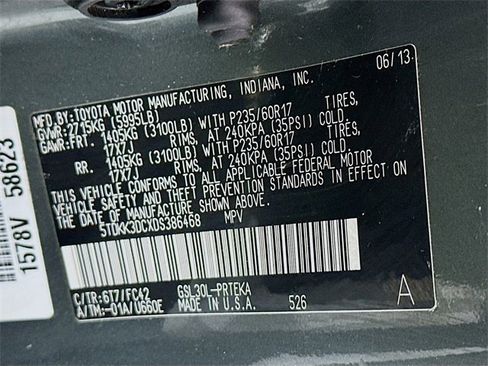 MFD.BY:TOYOTA MOTOR MANUFACTURING, INDIANA, INC. 06/13
GVWR:2715KG (5995LB)
GAWR:FRT. 1405KG (3100LB) WITH P235/60R17 TIRES,
17X7J RIMS, AT 240KPA (35PSI) COLD.
RR. 1405KG (3100LB) WITH P235/60R17 TIRES,
17X7J RIMS, AT 240KPA (35PSI) COLD.
THIS VEHICLE CONFORMS TO ALL APPLICABLE FEDERAL MOTOR
VEHICLE SAFETY AND THEFT PREVENTION STANDARDS IN EFFECT ON
THE DATE OF MANUFACTURE SHOWN ABOVE.
5TDKK3DCXDS386468 MPV
C/TR:6T7/FC42 GSL30L-PRTEKA
A/TM:-01A/U660E MADE IN U.S.A. 526
A
1578V 58623